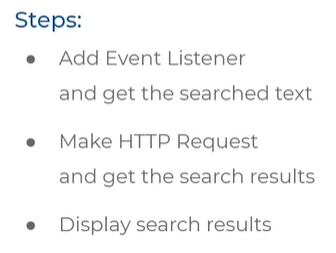 Steps:
● Add Event Listener
and get the searched text
● Make HTTP Request
and get the search results
● Display search results